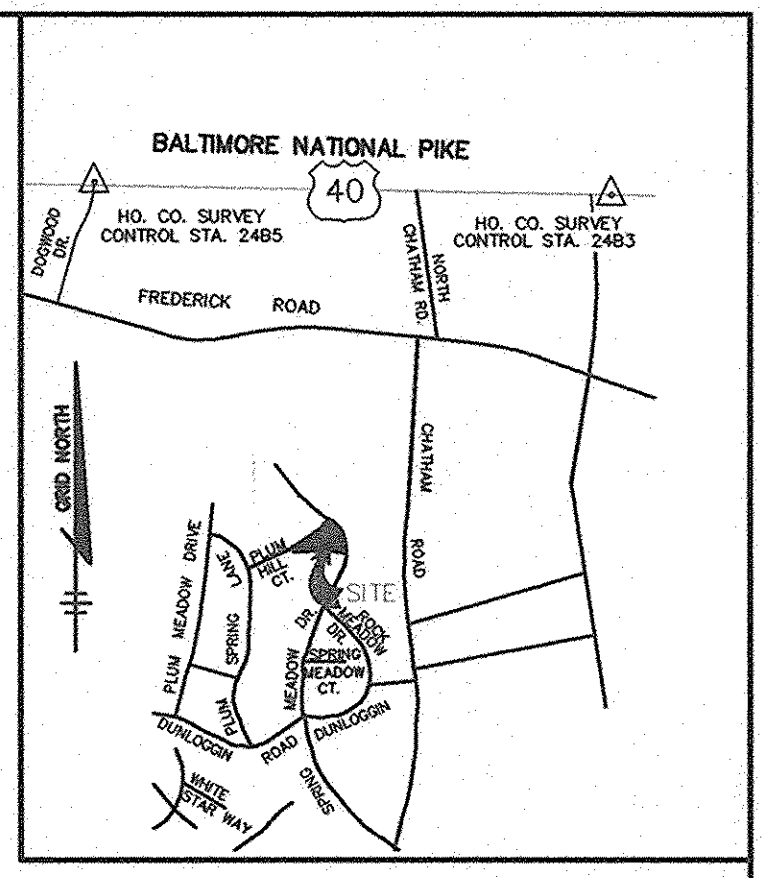 BALTIMORE NATIONAL PIKE
40
DOGWOOD
DR.
HO. CO. SURVEY
CONTROL STA. 24B5
NORTH
CHATHAM RD.
HO. CO. SURVEY
CONTROL STA. 24B3
FREDERICK ROAD
GRID NORTH
CHATHAM ROAD
PLUM MEADOW DRIVE
PLUM SPRING LANE
PLUM
HILL
CT.
SITE
ROCK
MEADOW
DR.
SPRING MEADOW DR.
SPRING
MEADOW
CT.
DUNLOGGIN ROAD
DUNLOGGIN
WHITE
STAR WAY